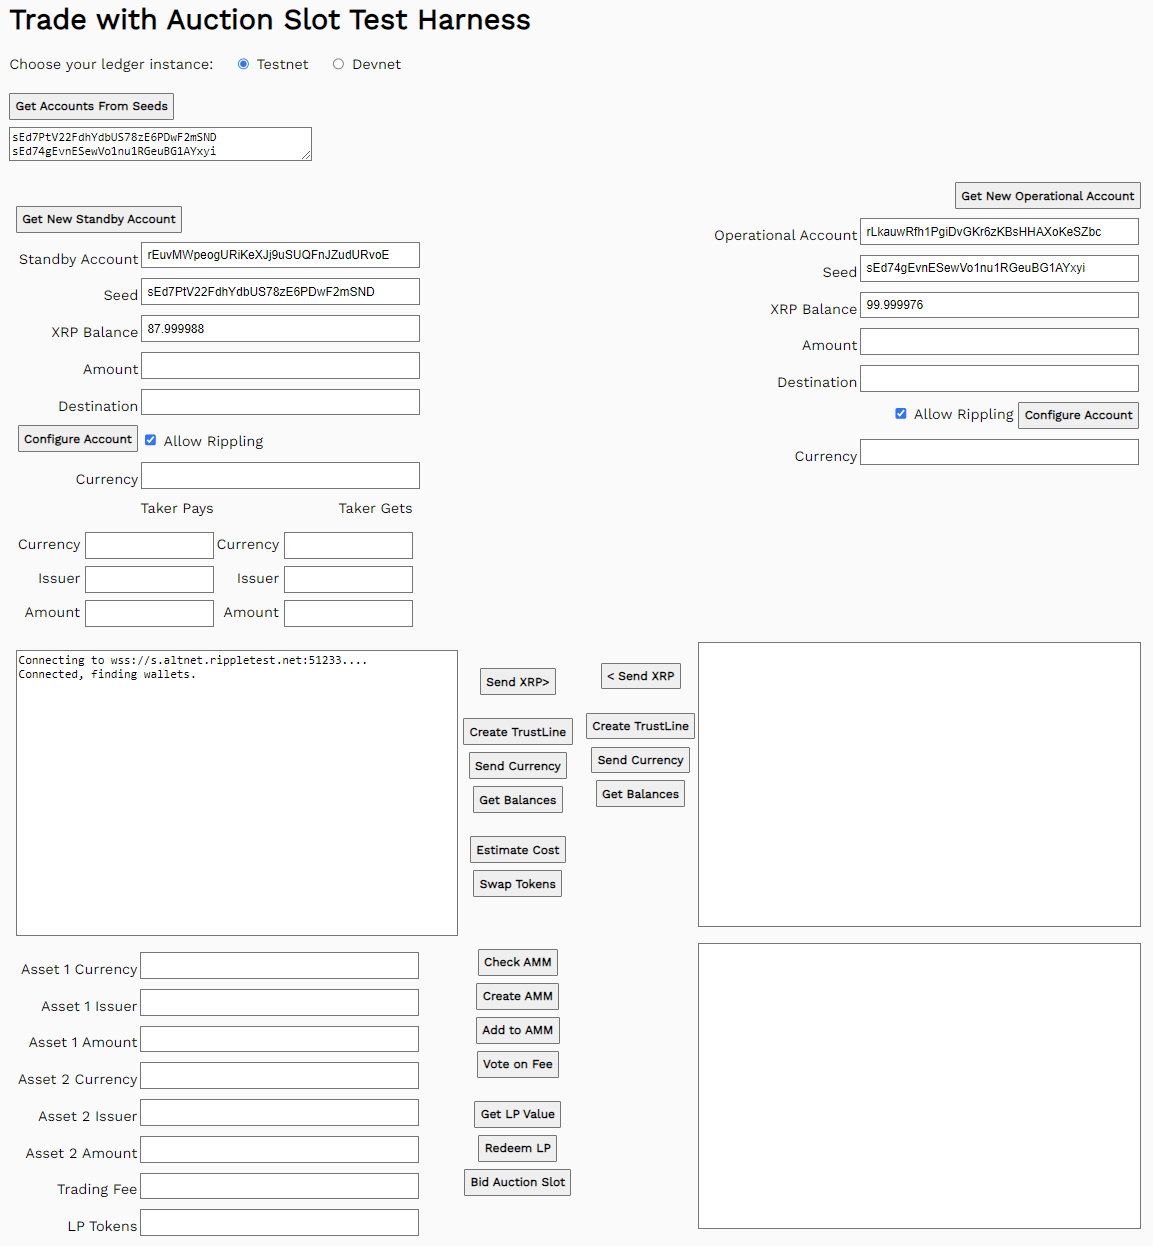 Trade with Auction Slot Test Harness
Choose your ledger instance: Testnet Devnet
Get Accounts From Seeds
sEd7PtV22FdhYdbUS78zE6PDwF2mSND
sEd74gEvnESewVo1nu1RGeuBG1AYxyi
Get New Standby Account
Standby Account rEuvMWpeogURiKeXJj9uSUQFnJZudURvoE
Seed sEd7PtV22FdhYdbUS78zE6PDwF2mSND
XRP Balance 87.999988
Amount
Destination
Configure Account Allow Rippling
Currency
Taker Pays Taker Gets
Currency Currency
Issuer Issuer
Amount Amount
Get New Operational Account
Operational Account rLkauwRfh1PgiDvGKr6zKBsHHAXoKeSZbc
Seed sEd74gEvnESewVo1nu1RGeuBG1AYxyi
XRP Balance 99.999976
Amount
Destination
Allow Rippling Configure Account
Currency
Connecting to wss://s.altnet.rippletest.net:51233....
Connected, finding wallets.
Send XRP>
Create TrustLine
Send Currency
Get Balances
Estimate Cost
Swap Tokens
< Send XRP
Create TrustLine
Send Currency
Get Balances
Asset 1 Currency
Asset 1 Issuer
Asset 1 Amount
Asset 2 Currency
Asset 2 Issuer
Asset 2 Amount
Trading Fee
LP Tokens
Check AMM
Create AMM
Add to AMM
Vote on Fee
Get LP Value
Redeem LP
Bid Auction Slot